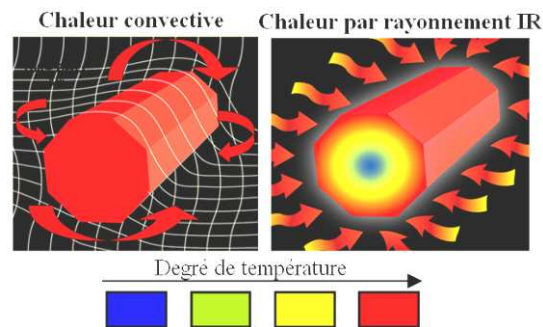 Chaleur convective
Chaleur par rayonnement IR
Degré de température